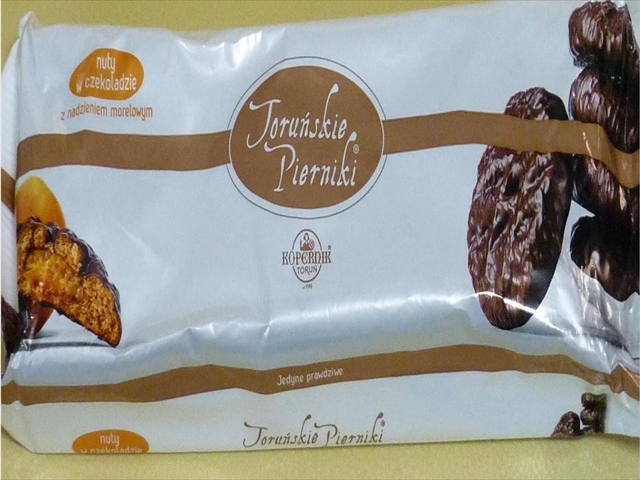 nuty
w czekoladzie
z nadzieniem morelowym
Toruńskie
Pierniki®
KOPERNIK®
TORUŃ
Jedyne prawdziwe
nuty
w czekoladzie
Toruńskie Pierniki